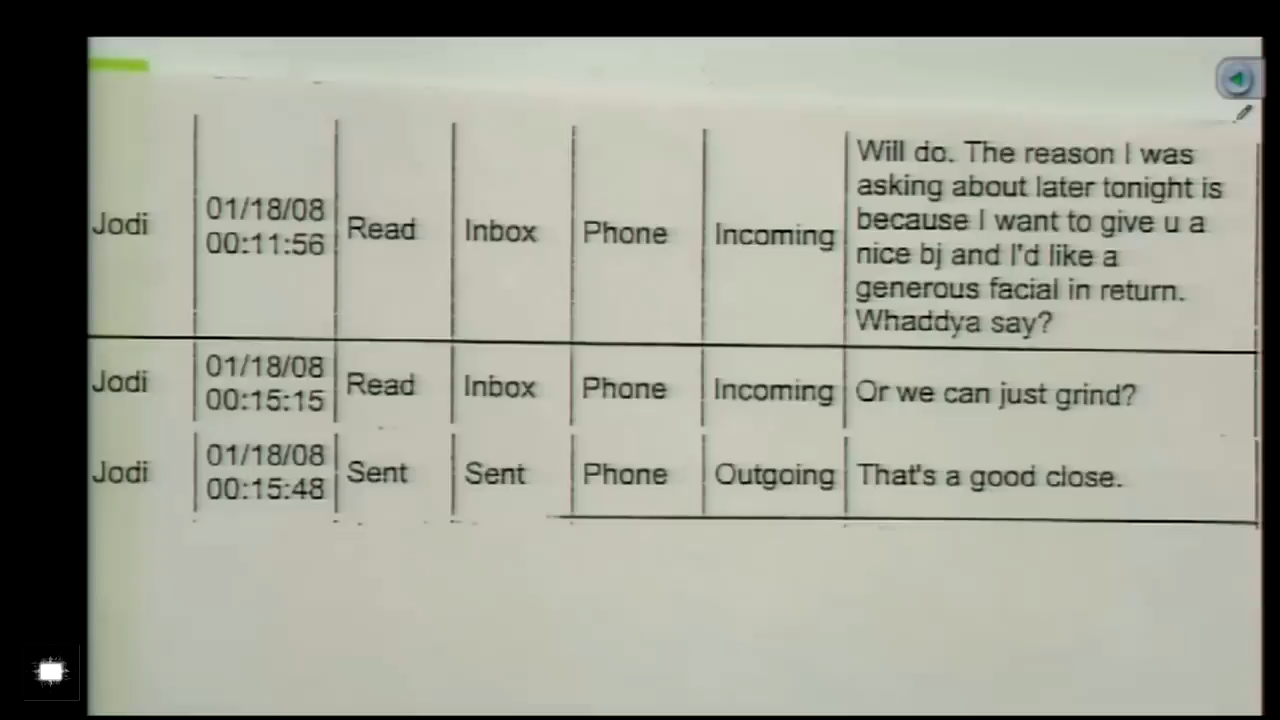 Jodi
01/18/08
00:11:56
Read
Inbox
Phone
Incoming
Will do. The reason I was
asking about later tonight is
because I want to give u a
nice bj and I'd like a
generous facial in return.
Whaddya say?
Jodi
01/18/08
00:15:15
Read
Inbox
Phone
Incoming
Or we can just grind?
Jodi
01/18/08
00:15:48
Sent
Sent
Phone
Outgoing
That's a good close.